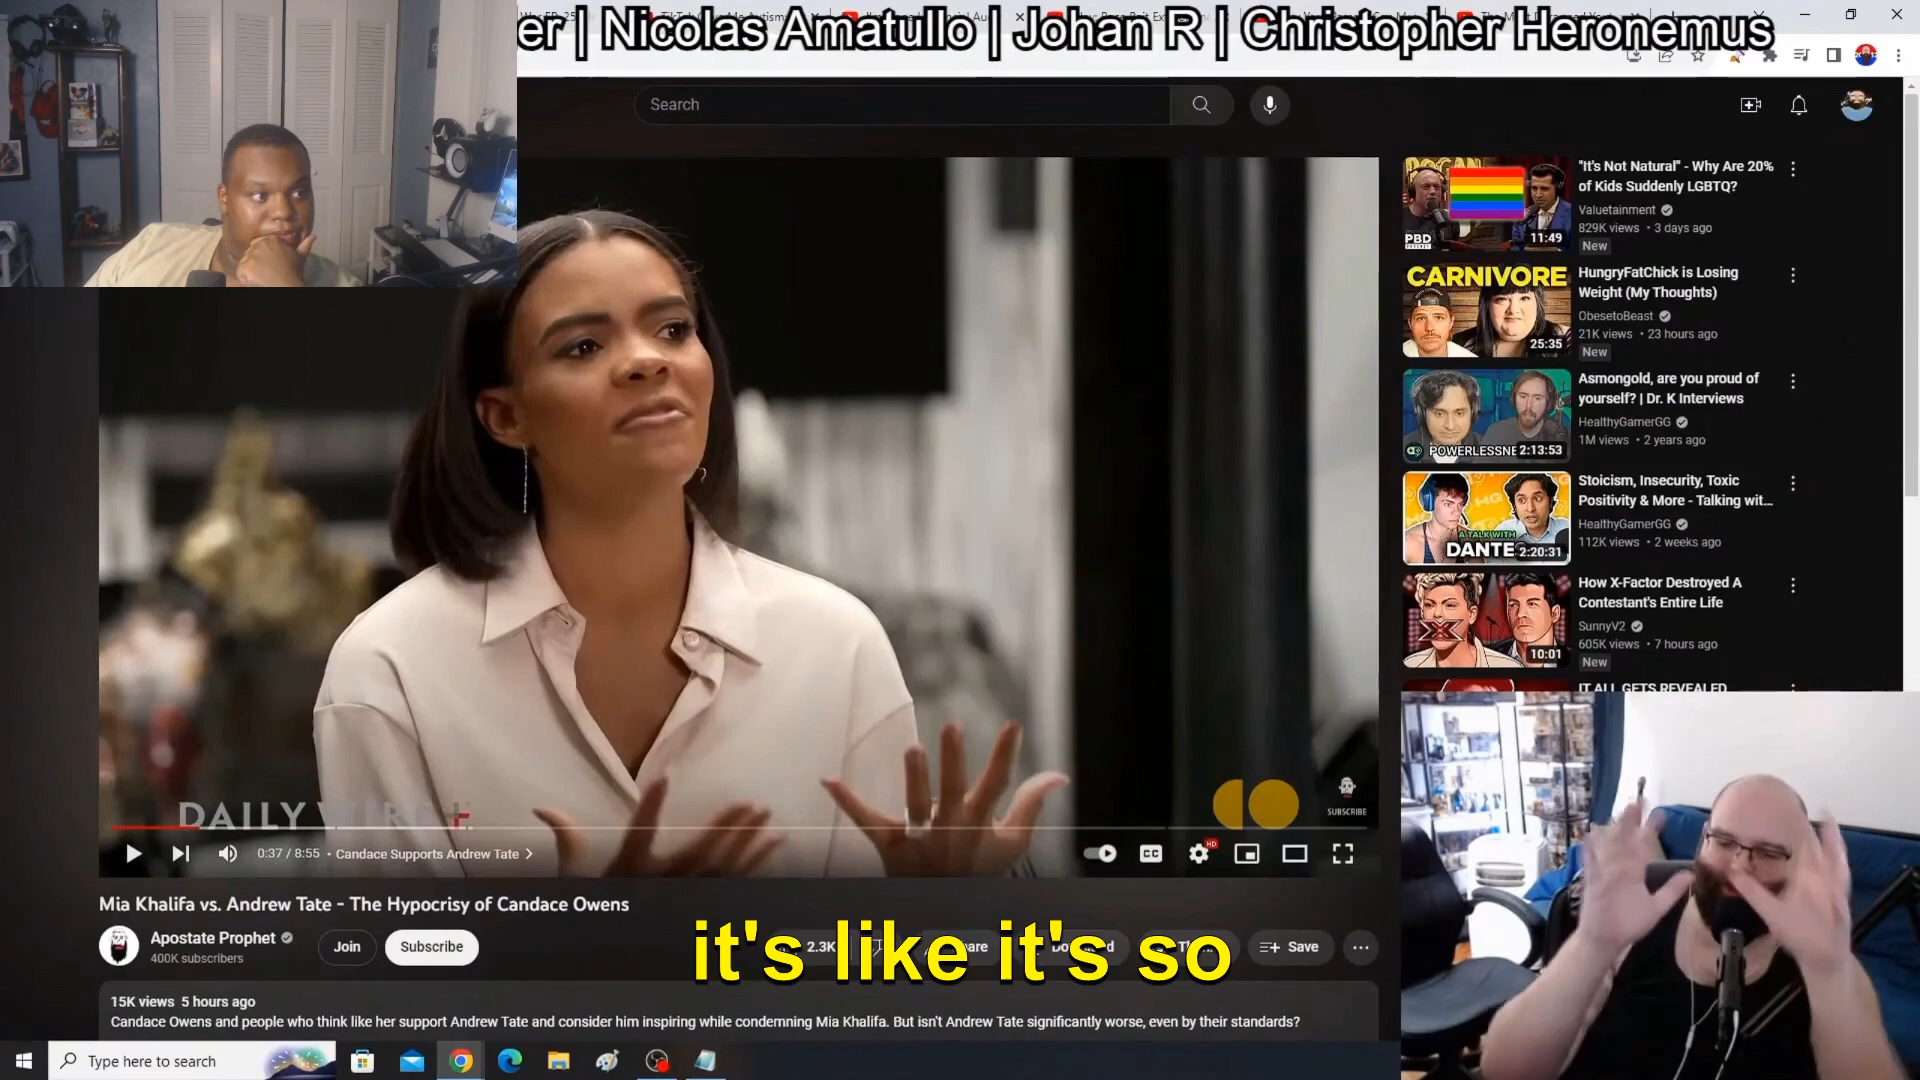 er | Nicolas Amatullo | Johan R | Christopher Heronemus
Search
"It's Not Natural" - Why Are 20%
of Kids Suddenly LGBTQ?
Valuetainment
829K views • 3 days ago
New
PBD
11:49
CARNIVORE
25:35
HungryFatChick is Losing
Weight (My Thoughts)
ObesetoBeast
21K views • 23 hours ago
New
POWERLESSNE
2:13:53
Asmongold, are you proud of
yourself? | Dr. K Interviews
HealthyGamerGG
1M views • 2 years ago
A TALK WITH
DANTE
2:20:31
Stoicism, Insecurity, Toxic
Positivity & More - Talking wit...
HealthyGamerGG
112K views • 2 weeks ago
X
10:01
How X-Factor Destroyed A
Contestant's Entire Life
SunnyV2
605K views • 7 hours ago
New
IT ALL GETS REVEALED
DAILY WIRE+
SUBSCRIBE
0:37 / 8:55 • Candace Supports Andrew Tate
CC
HD
Mia Khalifa vs. Andrew Tate - The Hypocrisy of Candace Owens
Apostate Prophet
400K subscribers
Join
Subscribe
2.3K
Save
it's like it's so
15K views 5 hours ago
Candace Owens and people who think like her support Andrew Tate and consider him inspiring while condemning Mia Khalifa. But isn't Andrew Tate significantly worse, even by their standards?
Type here to search